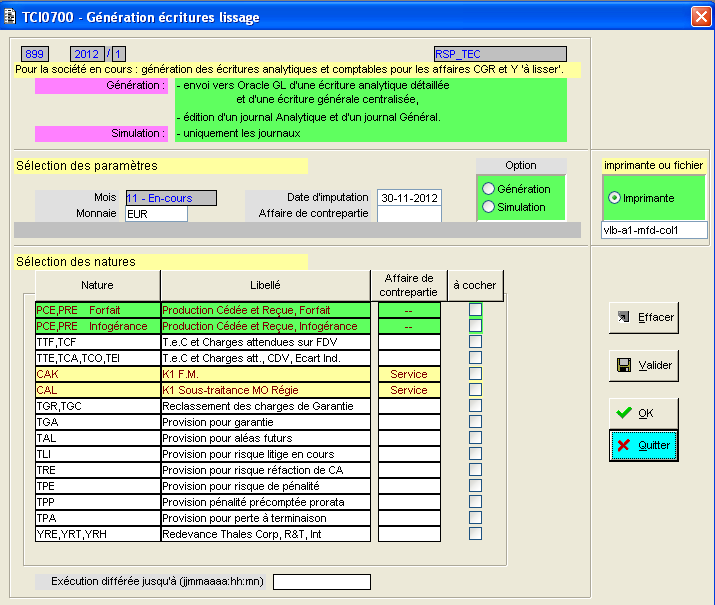 TCI0700 - Génération écritures lissage
899 2012 / 1 RSP_TEC
Pour la société en cours : génération des écritures analytiques et comptables pour les affaires CGR et Y 'à lisser'.
Génération : - envoi vers Oracle GL d'une écriture analytique détaillée
et d'une écriture générale centralisée,
- édition d'un journal Analytique et d'un journal Général.
Simulation : - uniquement les journaux
Sélection des paramètres Option imprimante ou fichier
Mois 11 - En-cours Date d'imputation 30-11-2012 Génération Imprimante
Monnaie EUR Affaire de contrepartie Simulation
vlb-a1-mfd-col1
Sélection des natures
Nature Libellé Affaire de contrepartie à cocher
PCE,PRE Forfait Production Cédée et Reçue, Forfait --
PCE,PRE Infogérance Production Cédée et Reçue, Infogérance --
TTF,TCF T.e.C et Charges attendues sur FDV
TTE,TCA,TCO,TEI T.e.C et Charges att., CDV, Ecart Ind.
CAK K1 F.M. Service
CAL K1 Sous-traitance MO Régie Service
TGR,TGC Reclassement des charges de Garantie
TGA Provision pour garantie
TAL Provision pour aléas futurs
TLI Provision pour risque litige en cours
TRE Provision pour risque réfaction de CA
TPE Provision pour risque de pénalité
TPP Provision pénalité précomptée prorata
TPA Provision pour perte à terminaison
YRE,YRT,YRH Redevance Thales Corp, R&T, Int
Effacer
Valider
OK
Quitter
Exécution différée jusqu'à (jjmmaaaa:hh:mn)